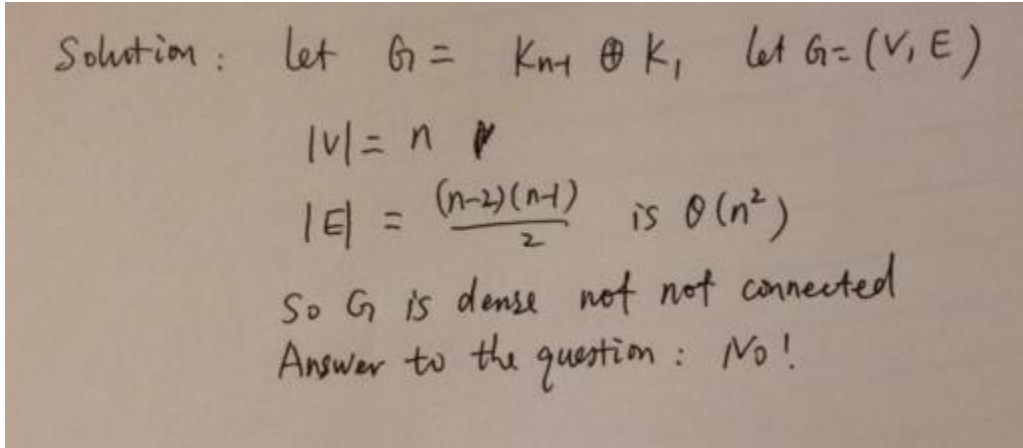 Solution : let G = Kn-1 ⊕ K1 let G = (V, E)
|V| = n
|E| = (n-2)(n-1)/2 is θ(n²)
So G is dense not not connected
Answer to the question : No!